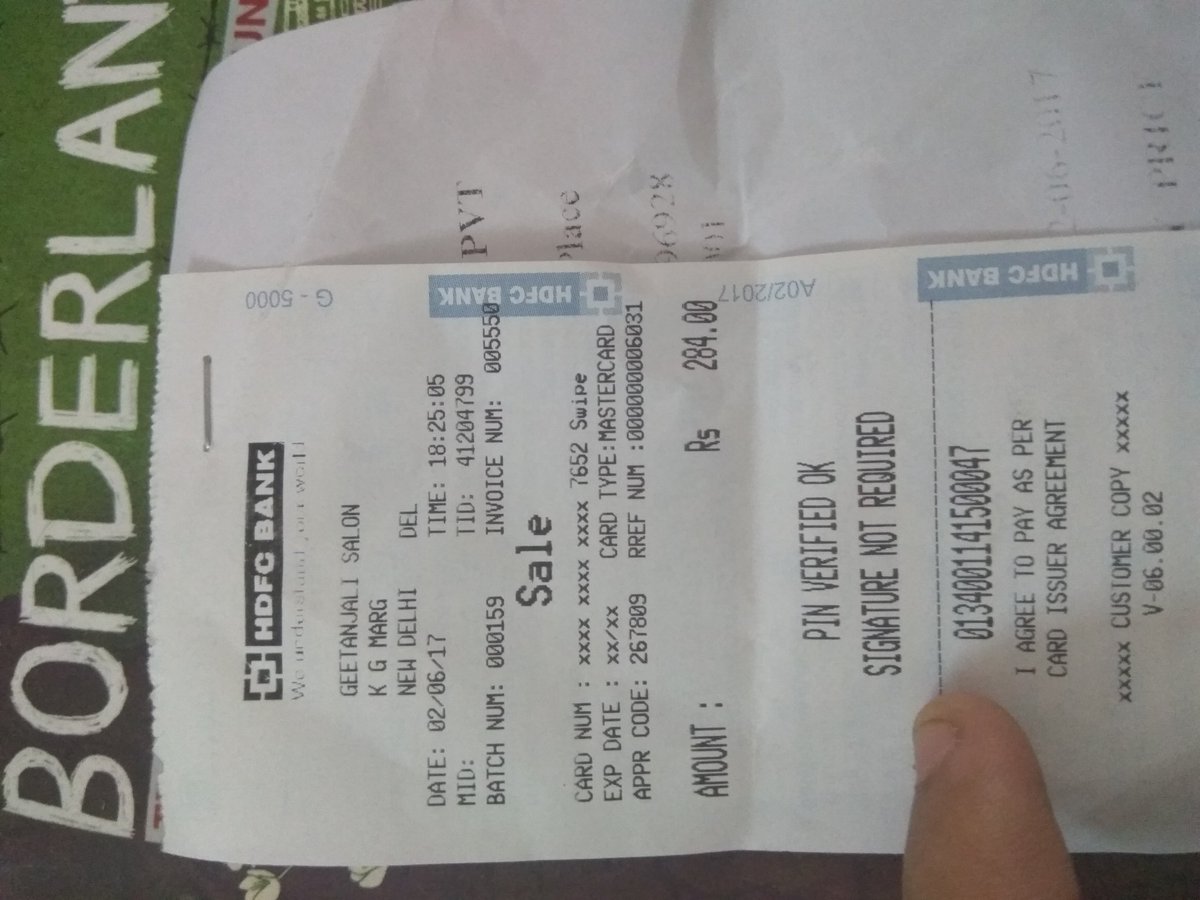 BORDERLAN
UN
HDFC BANK
We understand your world
GEETANJALI SALON
K G MARG
NEW DELHI DEL
DATE: 02/06/17 TIME: 18:25:05
MID: TID: 41204799
BATCH NUM: 000159 INVOICE NUM: 005550
Sale
CARD NUM : xxxx xxxx xxxx 7652 Swipe
EXP DATE : xx/xx CARD TYPE:MASTERCARD
APPR CODE: 267809 RREF NUM :000000006031
AMOUNT : Rs 284.00
PIN VERIFIED OK
SIGNATURE NOT REQUIRED
0134001141500047
I AGREE TO PAY AS PER
CARD ISSUER AGREEMENT
xxxxx CUSTOMER COPY xxxxx
V-06.00.02
G - 5000
HDFC BANK
A02/2017
HDFC BANK
PVT
lace
-06-2017